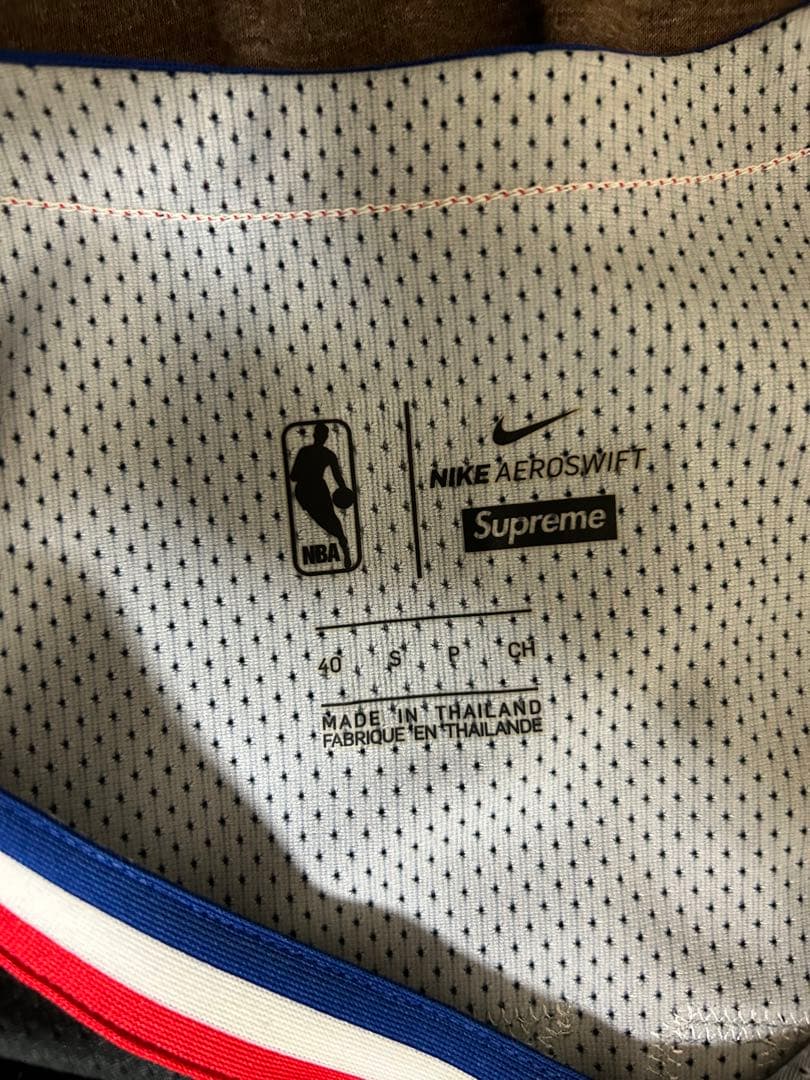 NBA
NIKE AEROSWIFT
Supreme
40 S P CH
MADE IN THAILAND
FABRIQUE EN THAILANDE